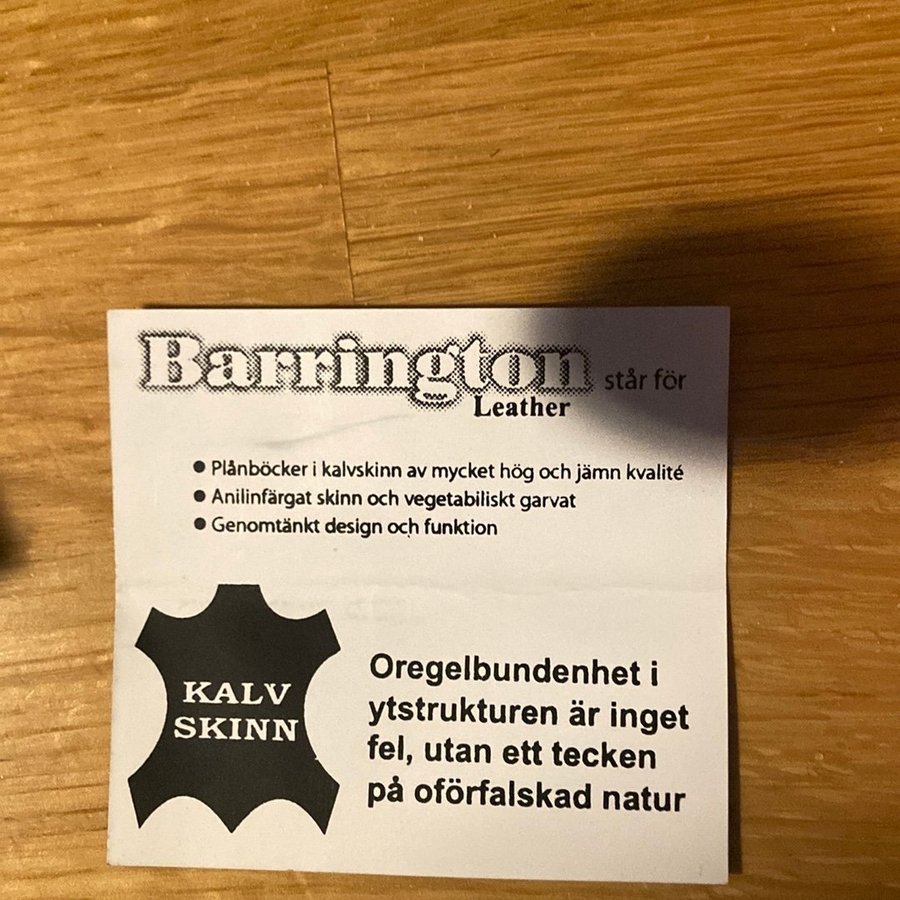 Barrington står för
Leather
● Plånböcker i kalvskinn av mycket hög och jämn kvalité
● Anilinfärgat skinn och vegetabiliskt garvat
● Genomtänkt design och funktion
KALV
SKINN
Oregelbundenhet i
ytstrukturen är inget
fel, utan ett tecken
på oförfalskad natur